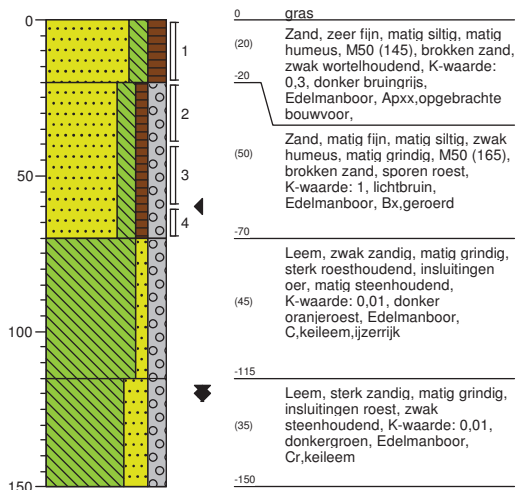 0
50
100
150
1
2
3
4
0 gras
(20) Zand, zeer fijn, matig siltig, matig
humeus, M50 (145), brokken zand,
zwak wortelhoudend, K-waarde:
0,3, donker bruingrijs,
-20 Edelmanboor, Apxx,opgebrachte
bouwvoor,
Zand, matig fijn, matig siltig, zwak
(50) humeus, matig grindig, M50 (165),
brokken zand, sporen roest,
K-waarde: 1, lichtbruin,
Edelmanboor, Bx,geroerd
-70
Leem, zwak zandig, matig grindig,
sterk roesthoudend, insluitingen
oer, matig steenhoudend,
(45) K-waarde: 0,01, donker
oranjeroest, Edelmanboor,
C,keileem,ijzerrijk
-115
Leem, sterk zandig, matig grindig,
insluitingen roest, zwak
(35) steenhoudend, K-waarde: 0,01,
donkergroen, Edelmanboor,
Cr,keileem
-150